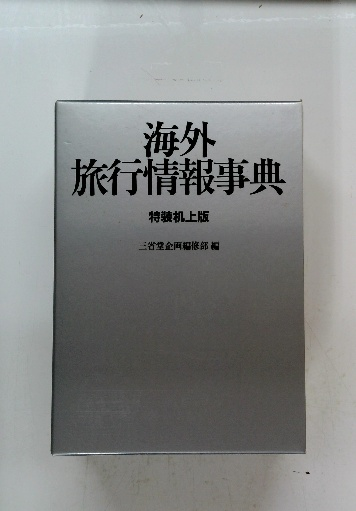 海外
旅行情報事典
特装机上版
三省堂企画編修部 編